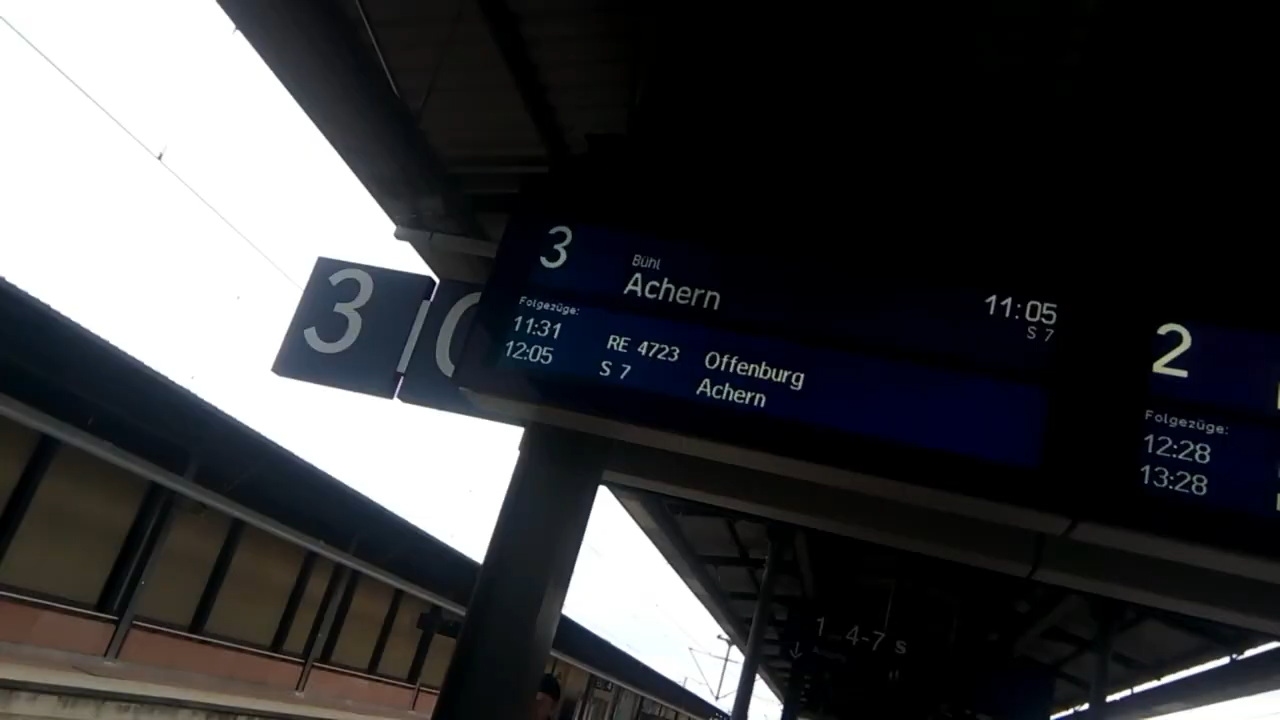 3
3
Bühl
Achern
11:05
S 7
Folgezüge:
11:31 RE 4723 Offenburg
12:05 S 7 Achern
2
Folgezüge:
12:28
13:28
1 4-7 s